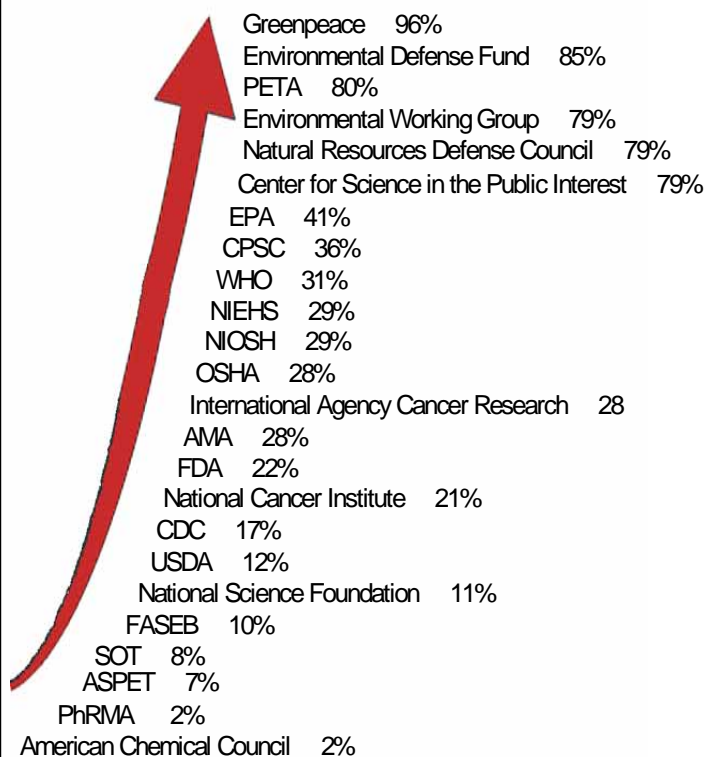 Greenpeace 96%
Environmental Defense Fund 85%
PETA 80%
Environmental Working Group 79%
Natural Resources Defense Council 79%
Center for Science in the Public Interest 79%
EPA 41%
CPSC 36%
WHO 31%
NIEHS 29%
NIOSH 29%
OSHA 28%
International Agency Cancer Research 28
AMA 28%
FDA 22%
National Cancer Institute 21%
CDC 17%
USDA 12%
National Science Foundation 11%
FASEB 10%
SOT 8%
ASPET 7%
PhRMA 2%
American Chemical Council 2%